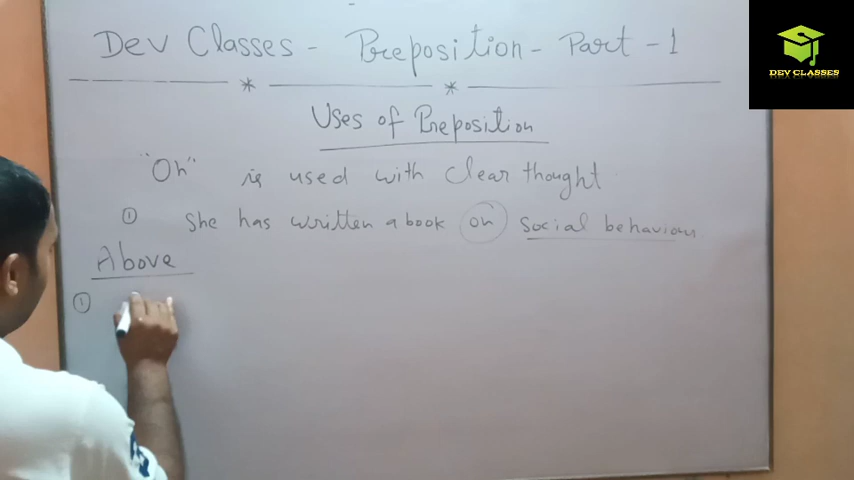 Dev Classes - Preposition - Part - 1
DEV CLASSES
Uses of Preposition
"On" is used with clear thought
① She has written a book on social behaviour
Above
①